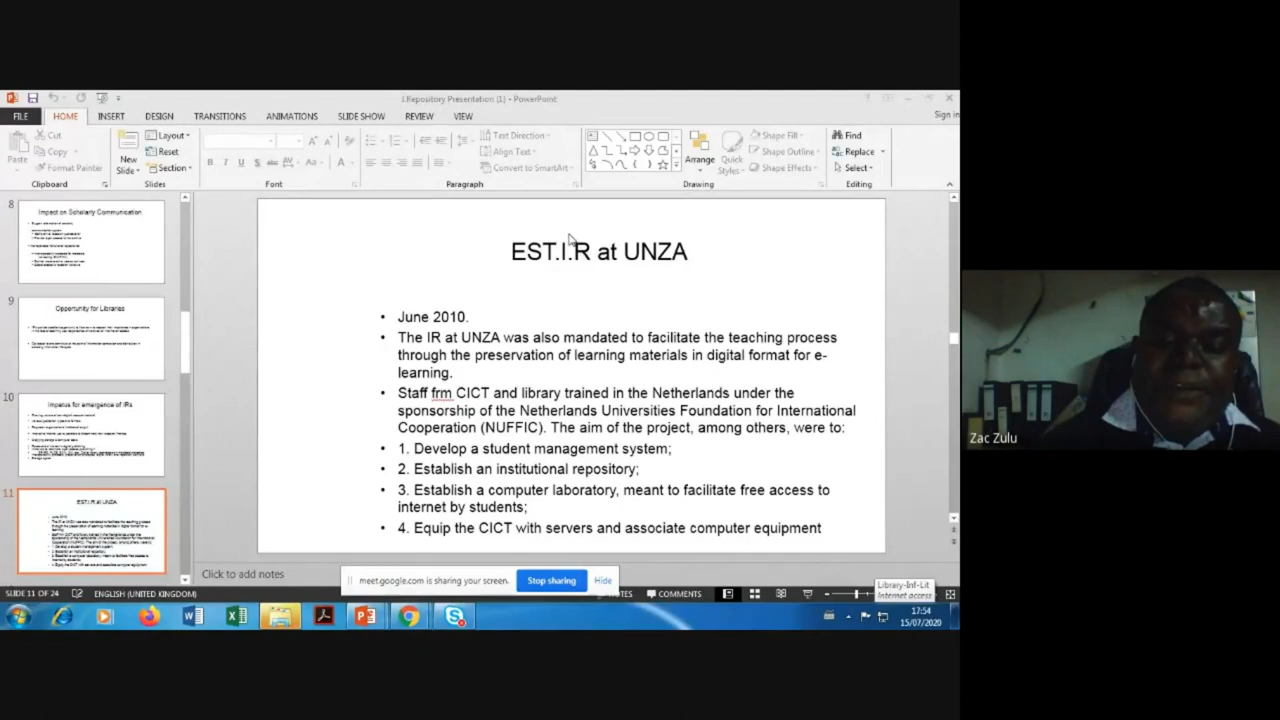 I.Repository Presentation (1) - PowerPoint
FILE HOME INSERT DESIGN TRANSITIONS ANIMATIONS SLIDE SHOW REVIEW VIEW Sign in
Paste
Cut
Copy
Format Painter
Clipboard
New
Slide
Layout
Reset
Section
Slides
Font
Text Direction
Align Text
Convert to SmartArt
Paragraph
Arrange
Quick
Styles
Shape Fill
Shape Outline
Shape Effects
Drawing
Find
Replace
Select
Editing
8
Impact on Scholarly Communication
9
Opportunity for Libraries
10
Impetus for emergence of IRs
11
EST.I.R at UNZA
EST.I.R at UNZA
• June 2010.
• The IR at UNZA was also mandated to facilitate the teaching process
through the preservation of learning materials in digital format for e-
learning.
• Staff frm CICT and library trained in the Netherlands under the
sponsorship of the Netherlands Universities Foundation for International
Cooperation (NUFFIC). The aim of the project, among others, were to:
• 1. Develop a student management system;
• 2. Establish an institutional repository;
• 3. Establish a computer laboratory, meant to facilitate free access to
internet by students;
• 4. Equip the CICT with servers and associate computer equipment
Click to add notes
meet.google.com is sharing your screen. Stop sharing Hide
SLIDE 11 OF 24 ENGLISH (UNITED KINGDOM) COMMENTS
Library-Inf-Lit
Internet access
17:54
15/07/2020
Zac Zulu